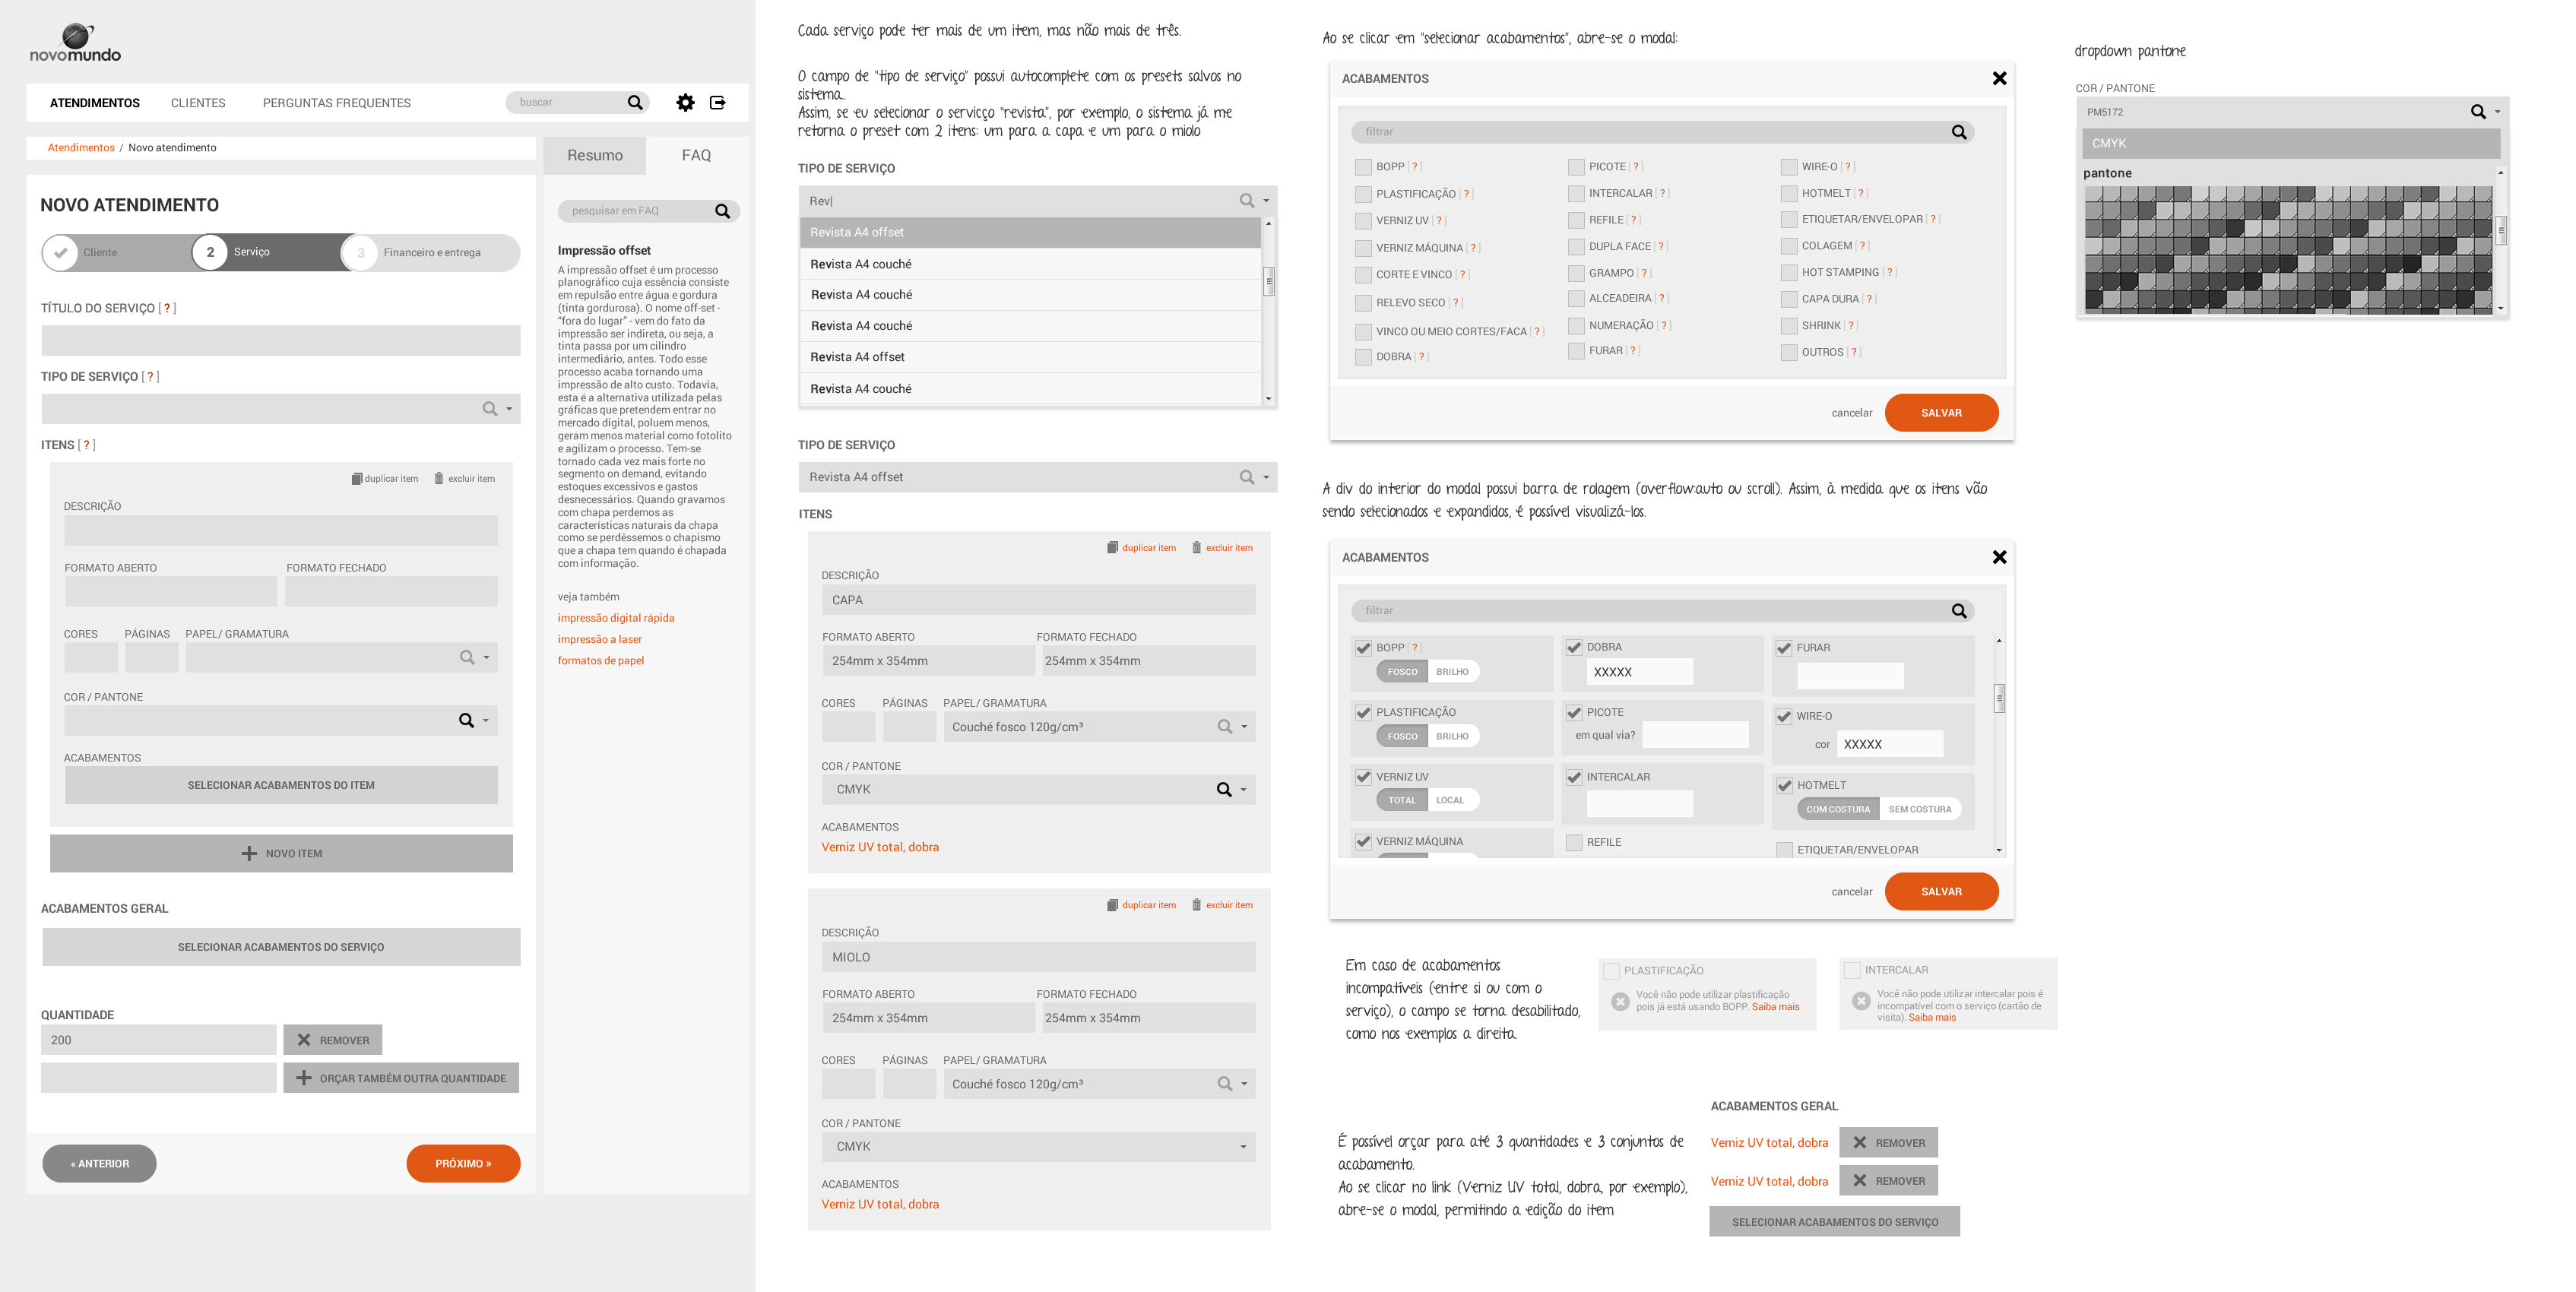 novomundo
ATENDIMENTOS CLIENTES PERGUNTAS FREQUENTES buscar
Atendimentos / Novo atendimento
NOVO ATENDIMENTO
Cliente 2 Serviço 3 Financeiro e entrega
TÍTULO DO SERVIÇO [ ? ]
TIPO DE SERVIÇO [ ? ]
ITENS [ ? ]
duplicar item excluir item
DESCRIÇÃO
FORMATO ABERTO FORMATO FECHADO
CORES PÁGINAS PAPEL/ GRAMATURA
COR / PANTONE
ACABAMENTOS
SELECIONAR ACABAMENTOS DO ITEM
NOVO ITEM
ACABAMENTOS GERAL
SELECIONAR ACABAMENTOS DO SERVIÇO
QUANTIDADE
200 REMOVER
ORÇAR TAMBÉM OUTRA QUANTIDADE
« ANTERIOR PRÓXIMO »
Resumo FAQ
pesquisar em FAQ
Impressão offset
A impressão offset é um processo
planográfico cuja essência consiste
em repulsão entre água e gordura
(tinta gordurosa). O nome off-set -
“fora do lugar” - vem do fato da
impressão ser indireta, ou seja, a
tinta passa por um cilindro
intermediário, antes. Todo esse
processo acaba tornando uma
impressão de alto custo. Todavia,
esta é a alternativa utilizada pelas
gráficas que pretendem entrar no
mercado digital, poluem menos,
geram menos material como fotolito
e agilizam o processo. Tem-se
tornado cada vez mais forte no
segmento on demand, evitando
estoques excessivos e gastos
desnecessários. Quando gravamos
com chapa perdemos as
características naturais da chapa
como se perdêssemos o chapismo
que a chapa tem quando é chapada
com informação.
veja também
impressão digital rápida
impressão a laser
formatos de papel
Cada serviço pode ter mais de um item, mas não mais de três.
O campo de "tipo de serviço" possui autocomplete com os presets salvos no
sistema.
Assim, se eu selecionar o servicço "revista", por exemplo, o sistema já me
retorna o preset com 2 itens: um para a capa e um para o miolo
TIPO DE SERVIÇO
Rev|
Revista A4 offset
Revista A4 couché
Revista A4 couché
Revista A4 couché
Revista A4 offset
Revista A4 couché
TIPO DE SERVIÇO
Revista A4 offset
ITENS
duplicar item excluir item
DESCRIÇÃO
CAPA
FORMATO ABERTO FORMATO FECHADO
254mm x 354mm 254mm x 354mm
CORES PÁGINAS PAPEL/ GRAMATURA
Couché fosco 120g/cm³
COR / PANTONE
CMYK
ACABAMENTOS
Verniz UV total, dobra
duplicar item excluir item
DESCRIÇÃO
MIOLO
FORMATO ABERTO FORMATO FECHADO
254mm x 354mm 254mm x 354mm
CORES PÁGINAS PAPEL/ GRAMATURA
Couché fosco 120g/cm³
COR / PANTONE
CMYK
ACABAMENTOS
Verniz UV total, dobra
Ao se clicar em "selecionar acabamentos", abre-se o modal:
ACABAMENTOS
filtrar
BOPP [ ? ] PICOTE [ ? ] WIRE-O [ ? ]
PLASTIFICAÇÃO [ ? ] INTERCALAR [ ? ] HOTMELT [ ? ]
VERNIZ UV [ ? ] REFILE [ ? ] ETIQUETAR/ENVELOPAR [ ? ]
VERNIZ MÁQUINA [ ? ] DUPLA FACE [ ? ] COLAGEM [ ? ]
CORTE E VINCO [ ? ] GRAMPO [ ? ] HOT STAMPING [ ? ]
RELEVO SECO [ ? ] ALCEADEIRA [ ? ] CAPA DURA [ ? ]
VINCO OU MEIO CORTES/FACA [ ? ] NUMERAÇÃO [ ? ] SHRINK [ ? ]
DOBRA [ ? ] FURAR [ ? ] OUTROS [ ? ]
cancelar SALVAR
A div do interior do modal possui barra de rolagem (overflow:auto ou scroll). Assim, à medida que os itens vão
sendo selecionados e expandidos, é possível visualizá-los.
ACABAMENTOS
filtrar
BOPP [ ? ] DOBRA FURAR
FOSCO BRILHO XXXXX
PLASTIFICAÇÃO PICOTE WIRE-O
FOSCO BRILHO em qual via? cor XXXXX
VERNIZ UV INTERCALAR HOTMELT
TOTAL LOCAL COM COSTURA SEM COSTURA
VERNIZ MÁQUINA REFILE ETIQUETAR/ENVELOPAR
cancelar SALVAR
Em caso de acabamentos
incompatíveis (entre si ou com o
serviço), o campo se torna desabilitado,
como nos exemplos a direita.
PLASTIFICAÇÃO
Você não pode utilizar plastificação
pois já está usando BOPP. Saiba mais
INTERCALAR
Você não pode utilizar intercalar pois é
incompatível com o serviço (cartão de
visita). Saiba mais
É possível orçar para até 3 quantidades e 3 conjuntos de
acabamento.
Ao se clicar no link (Verniz UV total, dobra, por exemplo),
abre-se o modal, permitindo a edição do item
ACABAMENTOS GERAL
Verniz UV total, dobra REMOVER
Verniz UV total, dobra REMOVER
SELECIONAR ACABAMENTOS DO SERVIÇO
dropdown pantone
COR / PANTONE
PM5172
CMYK
pantone